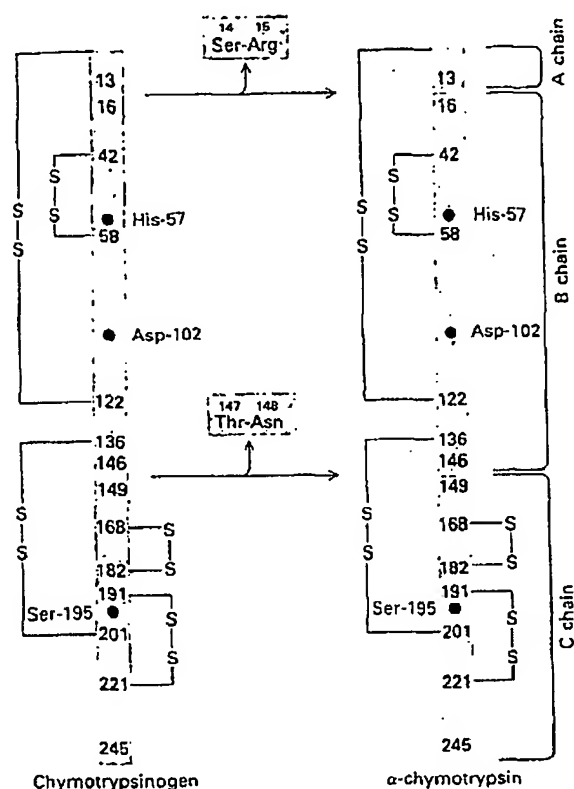 14 15
Ser-Arg
13
16
42
S
S
S
S
His-57
58
Asp-102
122
147 148
Thr-Asn
136
146
149
S
S
168
S
S
182
191
Ser-195
201
S
S
221
245
Chymotrypsinogen
13
16
42
S
S
S
S
His-57
58
Asp-102
122
136
146
149
S
S
168
S
S
182
191
Ser-195
201
S
S
221
245
α-chymotrypsin
A chain
B chain
C chain